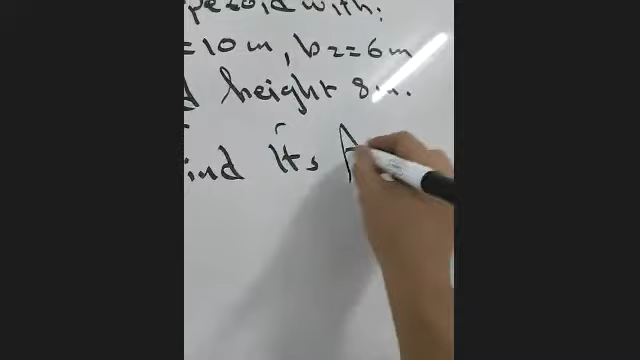 pezoid with:
= 10 m, b2 = 6 m
d height 8 m.
ind Its A